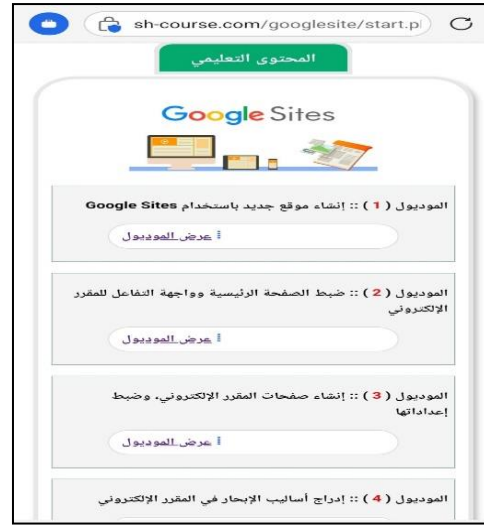 sh-course.com/googlesite/start.p
المحتوى التعليمي
Google Sites
الموديول ( 1 ) :: إنشاء موقع جديد باستخدام Google Sites
عرض الموديول
الموديول ( 2 ) :: ضبط الصفحة الرئيسية وواجهة التفاعل للمقرر
الإلكتروني
عرض الموديول
الموديول ( 3 ) :: إنشاء صفحات المقرر الإلكتروني، وضبط
إعداداتها
عرض الموديول
الموديول ( 4 ) :: إدراج أساليب الإبحار في المقرر الإلكتروني